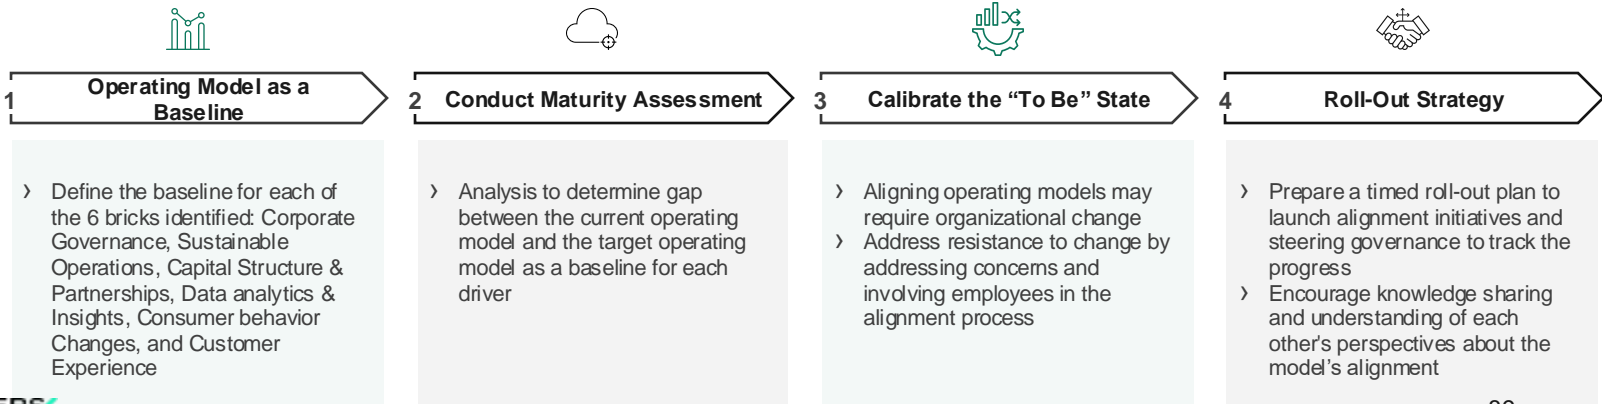 1
Operating Model as a
Baseline
› Define the baseline for each of
the 6 bricks identified: Corporate
Governance, Sustainable
Operations, Capital Structure &
Partnerships, Data analytics &
Insights, Consumer behavior
Changes, and Customer
Experience
2
Conduct Maturity Assessment
› Analysis to determine gap
between the current operating
model and the target operating
model as a baseline for each
driver
3
Calibrate the “To Be” State
› Aligning operating models may
require organizational change
› Address resistance to change by
addressing concerns and
involving employees in the
alignment process
4
Roll-Out Strategy
› Prepare a timed roll-out plan to
launch alignment initiatives and
steering governance to track the
progress
› Encourage knowledge sharing
and understanding of each
other's perspectives about the
model’s alignment